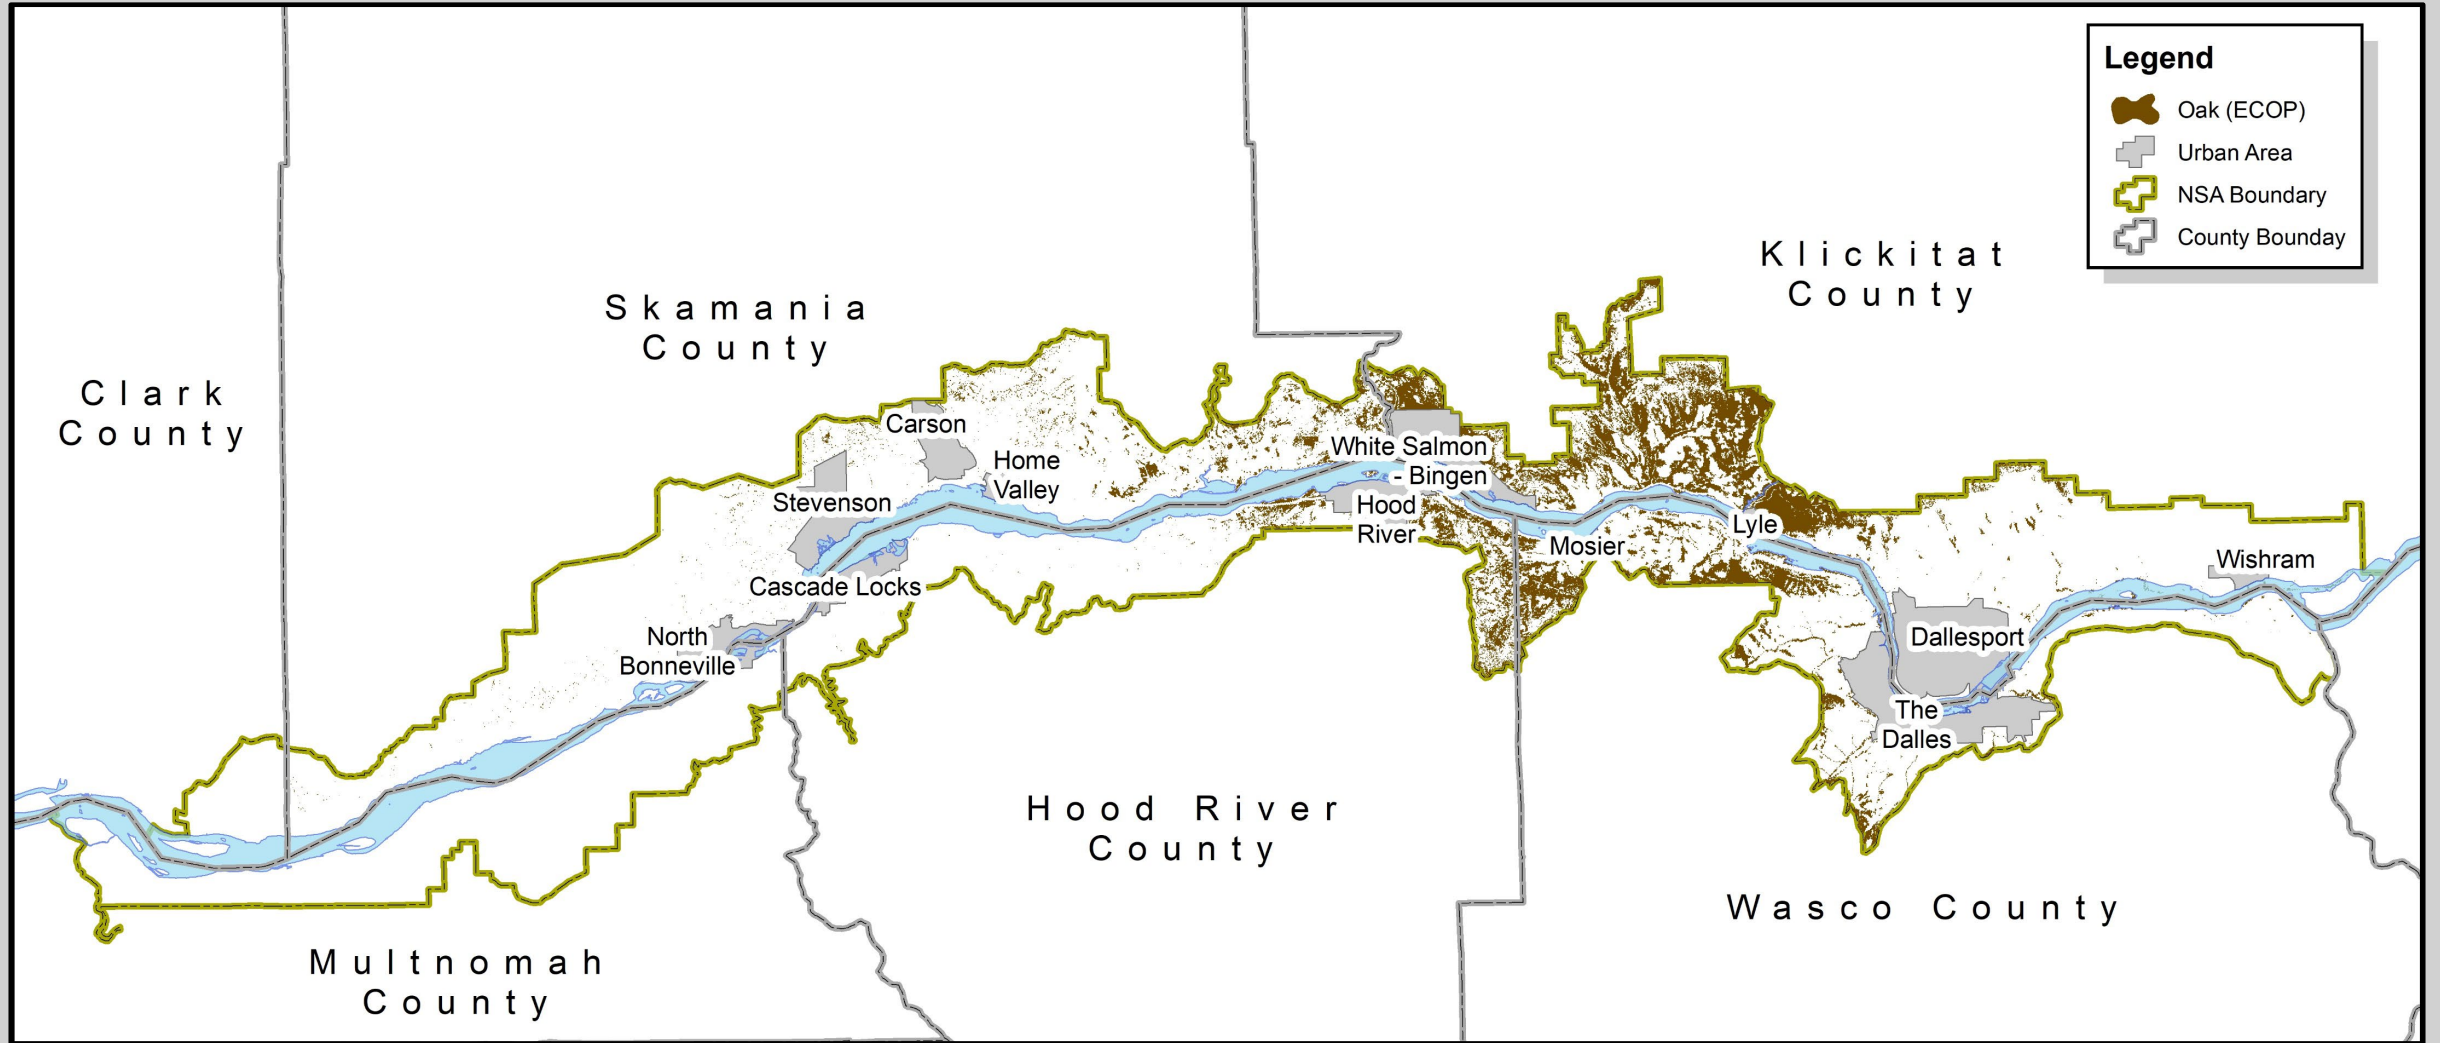 Legend
Oak (ECOP)
Urban Area
NSA Boundary
County Bounday
Klickitat
County
Skamania
County
Clark
County
Carson
Home
Valley
White Salmon
- Bingen
Stevenson
Hood
River
Lyle
Mosier
Wishram
Cascade Locks
North
Bonneville
Dallesport
The
Dalles
Hood River
County
Wasco County
Multnomah
County